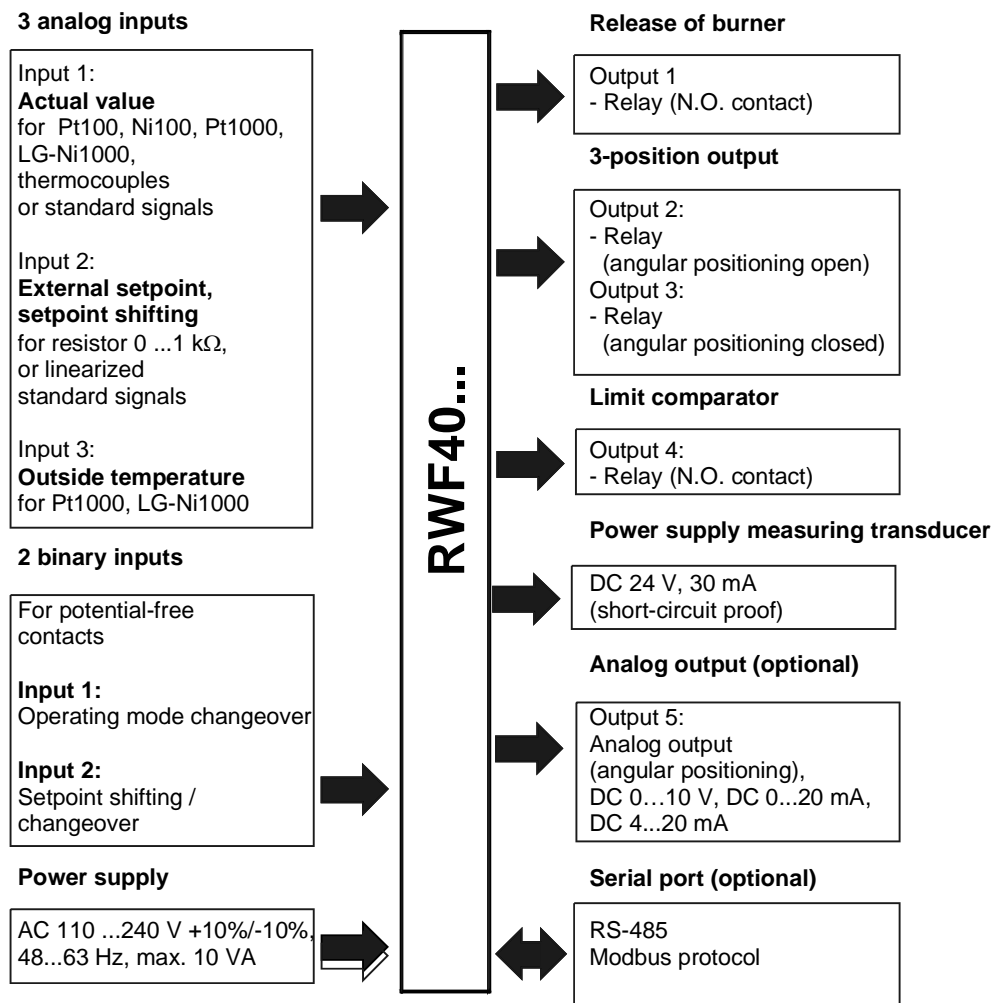 3 analog inputs
Input 1:
Actual value
for Pt100, Ni100, Pt1000,
LG-Ni1000,
thermocouples
or standard signals
Input 2:
External setpoint,
setpoint shifting
for resistor 0 ...1 kΩ,
or linearized
standard signals
Input 3:
Outside temperature
for Pt1000, LG-Ni1000
2 binary inputs
For potential-free
contacts
Input 1:
Operating mode changeover
Input 2:
Setpoint shifting /
changeover
Power supply
AC 110 ...240 V +10%/-10%,
48...63 Hz, max. 10 VA
RWF40...
Release of burner
Output 1
- Relay (N.O. contact)
3-position output
Output 2:
- Relay
(angular positioning open)
Output 3:
- Relay
(angular positioning closed)
Limit comparator
Output 4:
- Relay (N.O. contact)
Power supply measuring transducer
DC 24 V, 30 mA
(short-circuit proof)
Analog output (optional)
Output 5:
Analog output
(angular positioning),
DC 0…10 V, DC 0...20 mA,
DC 4...20 mA
Serial port (optional)
RS-485
Modbus protocol